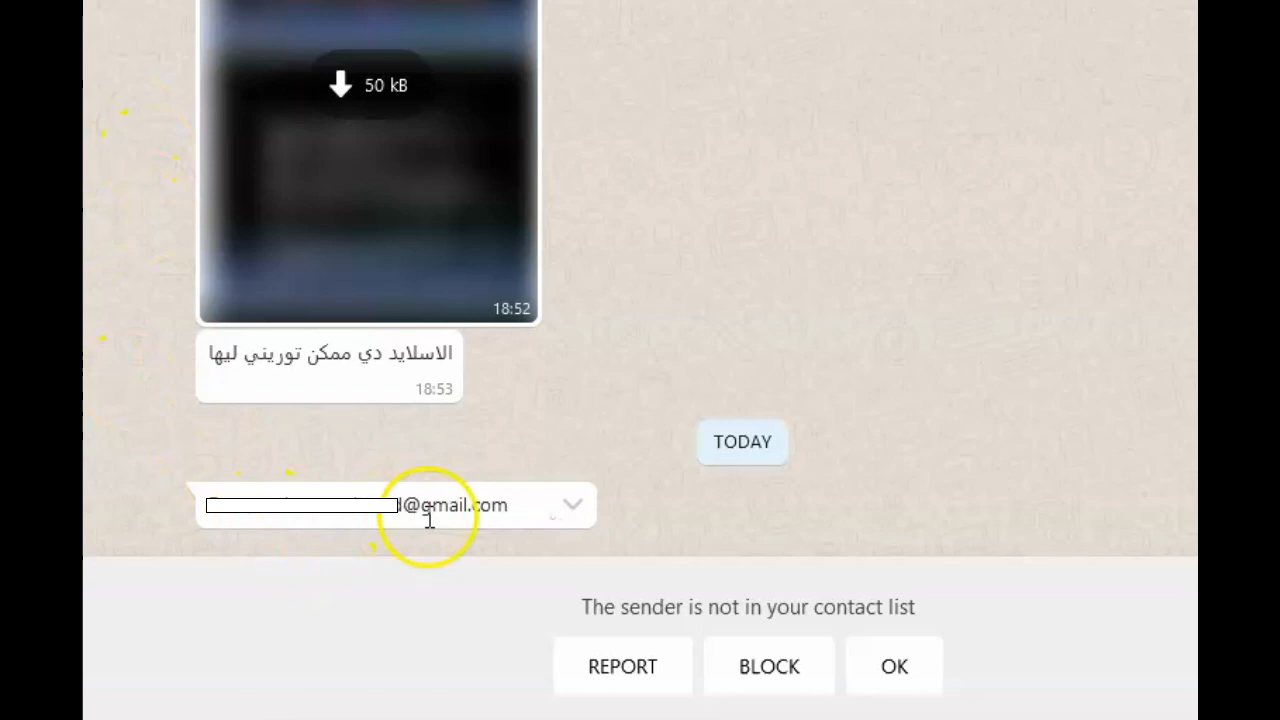 50 kB
18:52
الاسلايد دي ممكن توريني ليها
18:53
TODAY
@gmail.com
The sender is not in your contact list
REPORT
BLOCK
OK